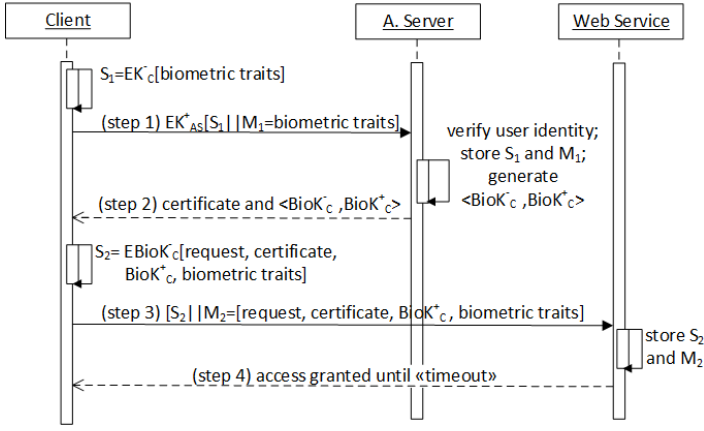 Client
A. Server
Web Service
S₁=EK⁻C[biometric traits]
(step 1) EK⁺AS[S₁||M₁=biometric traits]
verify user identity;
store S₁ and M₁;
generate
<BioK⁻C ,BioK⁺C>
(step 2) certificate and <BioK⁻C ,BioK⁺C>
S₂= EBioK⁻C[request, certificate,
BioK⁺C, biometric traits]
(step 3) [S₂||M₂=[request, certificate, BioK⁺C, biometric traits]
store S₂
and M₂
(step 4) access granted until «timeout»